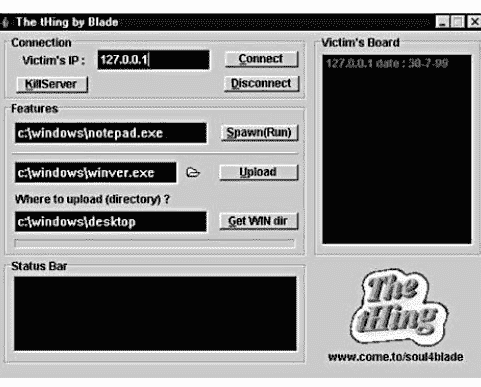 The tHing by Blade
Connection
Victim's IP : 127.0.0.1 Connect
KillServer Disconnect
Features
c:\windows\notepad.exe Spawn(Run)
c:\windows\winver.exe Upload
Where to upload (directory) ?
c:\windows\desktop Get WIN dir
Status Bar
Victim's Board
127.0.0.1 date : 30-7-99
The
tHing
www.come.to/soul4blade